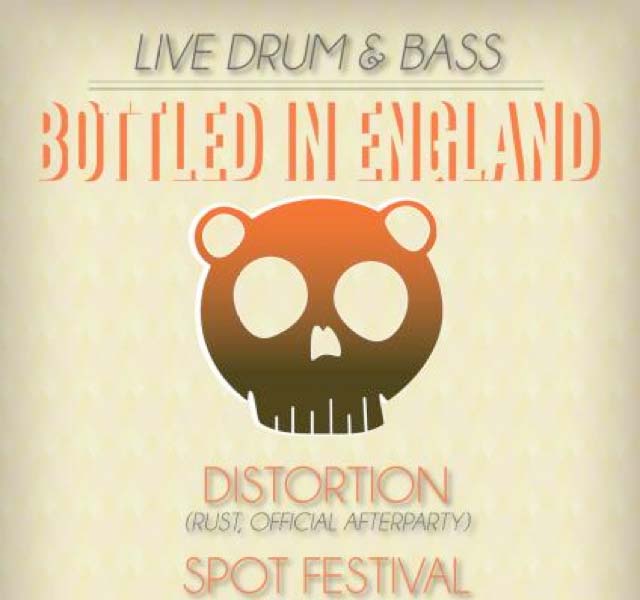 LIVE DRUM & BASS
BOTTLED IN ENGLAND
DISTORTION
(RUST, OFFICIAL AFTERPARTY)
SPOT FESTIVAL